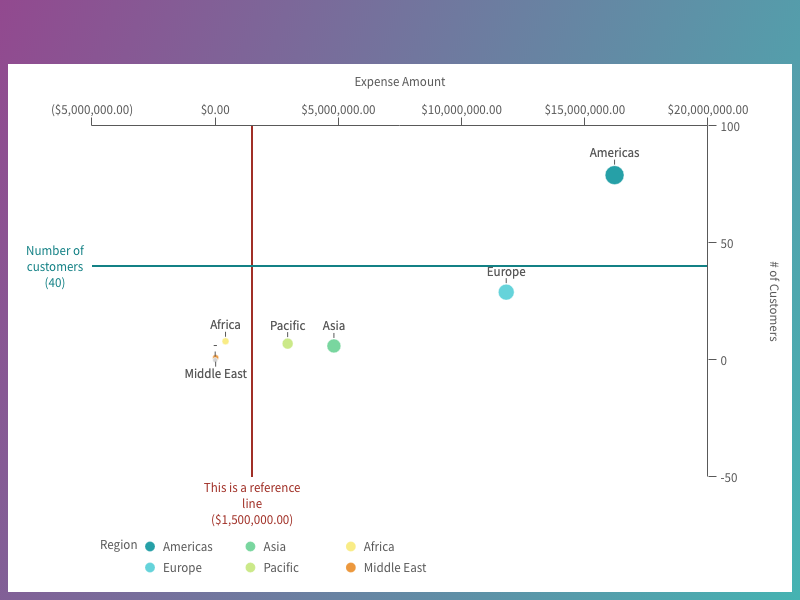 Expense Amount
($5,000,000.00) $0.00 $5,000,000.00 $10,000,000.00 $15,000,000.00 $20,000,000.00
100
Americas
50
Number of
customers
(40)
Europe
# of Customers
Africa Pacific Asia
-
0
Middle East
-50
This is a reference
line
($1,500,000.00)
Region Americas Asia Africa
Europe Pacific Middle East